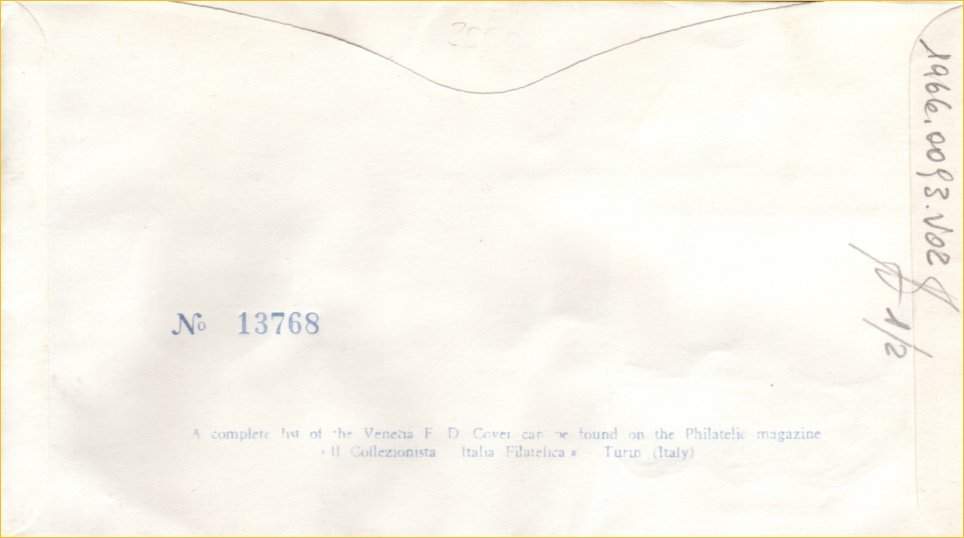 1966.0093.V02
1/2
№ 13768
A complete list of the Venetia F. D. Cover can be found on the Philatelic magazine
« Il Collezionista Italia Filatelica » Turin (Italy)